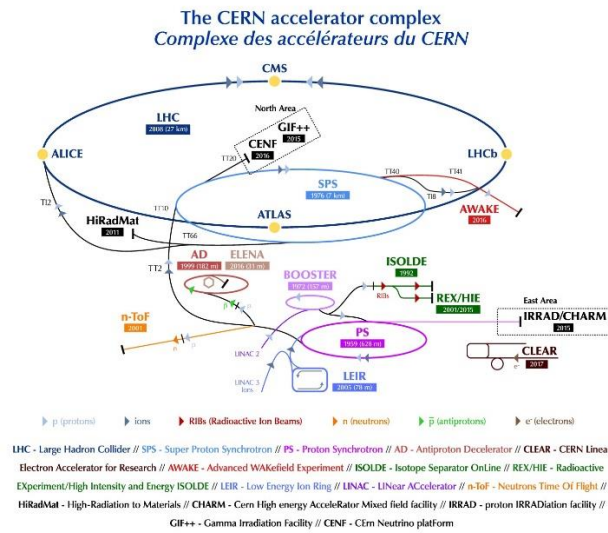 The CERN accelerator complex
Complexe des accélérateurs du CERN
CMS
North Area
LHC
2008 (27 km)
GIF++
2015
CENF
2016
ALICE
TT20
LHCb
TT40
TT41
SPS
1976 (7 km)
TI2
TT10
TI8
AWAKE
2016
HiRadMat
2011
ATLAS
TT66
AD
1999 (182 m)
ELENA
2016 (31 m)
TT2
BOOSTER
1972 (157 m)
ISOLDE
1992
RIBs
REX/HIE
2001/2015
p
p
East Area
n-ToF
2001
IRRAD/CHARM
2015
PS
1959 (628 m)
n
p
LINAC 2
CLEAR
2017
e-
LINAC 3
Ions
LEIR
2005 (78 m)
p (protons)
ions
RIBs (Radioactive Ion Beams)
n (neutrons)
p̄ (antiprotons)
e- (electrons)
LHC - Large Hadron Collider // SPS - Super Proton Synchrotron // PS - Proton Synchrotron // AD - Antiproton Decelerator // CLEAR - CERN Linea
Electron Accelerator for Research // AWAKE - Advanced WAKefield Experiment // ISOLDE - Isotope Separator OnLine // REX/HIE - Radioactive
EXperiment/High Intensity and Energy ISOLDE // LEIR - Low Energy Ion Ring // LINAC - LINear ACcelerator // n-ToF - Neutrons Time Of Flight //
HiRadMat - High-Radiation to Materials // CHARM - Cern High energy AcceleRator Mixed field facility // IRRAD - proton IRRADiation facility //
GIF++ - Gamma Irradiation Facility // CENF - CErn Neutrino platForm